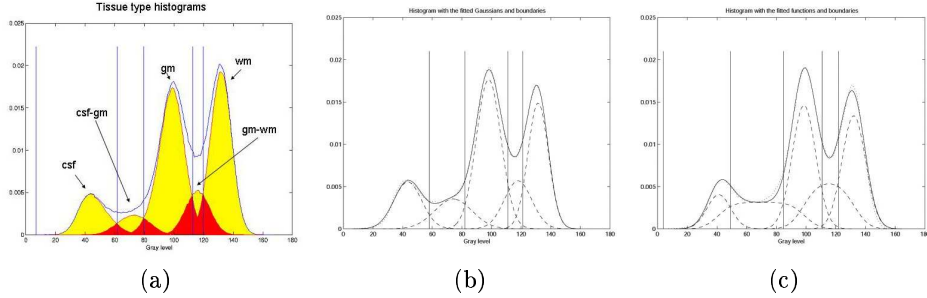 Tissue type histograms
0.025
0.02
0.015
0.01
0.005
0
gm
wm
csf-gm
gm-wm
csf
0 20 40 60 80 100 120 140 160 180
Gray level
(a)
Histogram with the fitted Gaussians and boundaries
0.025
0.02
0.015
0.01
0.005
0
0 20 40 60 80 100 120 140 160 180
Gray level
(b)
Histogram with the fitted functions and boundaries
0.025
0.02
0.015
0.01
0.005
0
0 20 40 60 80 100 120 140 160 180
Gray level
(c)